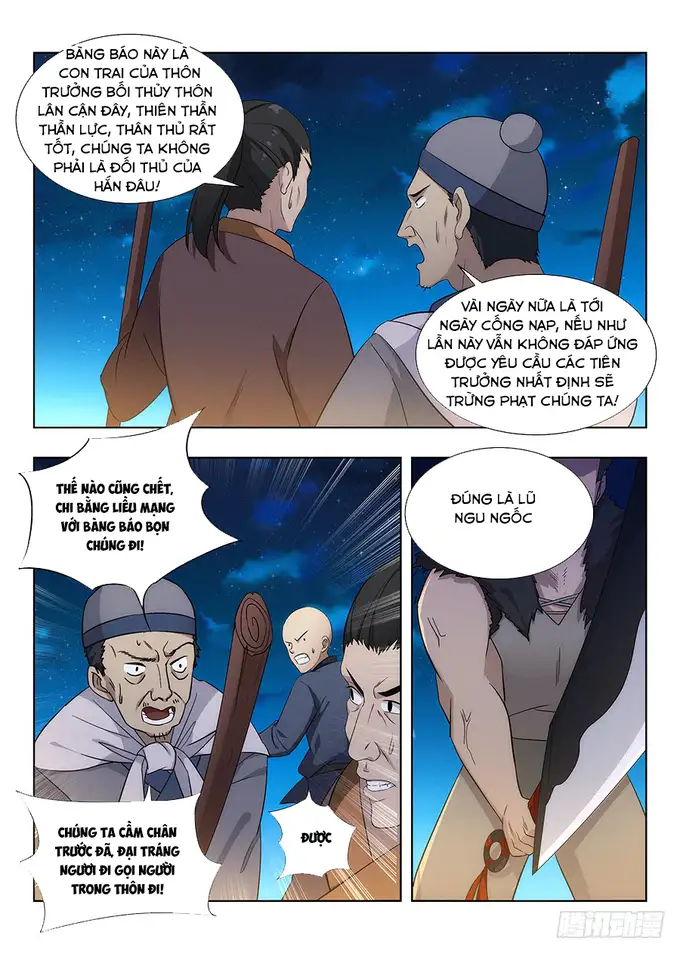 BÀNG BÁO NÀY LÀ
CON TRAI CỦA THÔN
TRƯỞNG BỐI THỦY THÔN
LÂN CẬN ĐÂY, THIÊN THẦN
THẦN LỰC, THÂN THỦ RẤT
TỐT, CHÚNG TA KHÔNG
PHẢI LÀ ĐỐI THỦ CỦA
HẮN ĐÂU!
VÀI NGÀY NỮA LÀ TỚI
NGÀY CỐNG NẠP, NẾU NHƯ
LẦN NÀY VẪN KHÔNG ĐÁP ỨNG
ĐƯỢC YÊU CẦU CÁC TIÊN
TRƯỞNG NHẤT ĐỊNH SẼ
TRỪNG PHẠT CHÚNG TA!
THẾ NÀO CŨNG CHẾT,
CHI BẰNG LIỀU MẠNG
VỚI BÀNG BÁO BỌN
CHÚNG ĐI!
ĐÚNG LÀ LŨ
NGU NGỐC
CHÚNG TA CẦM CHÂN
TRƯỚC ĐÃ, ĐẠI TRÁNG
NGƯƠI ĐI GỌI NGƯỜI
TRONG THÔN ĐI!
ĐƯỢC
腾讯动漫